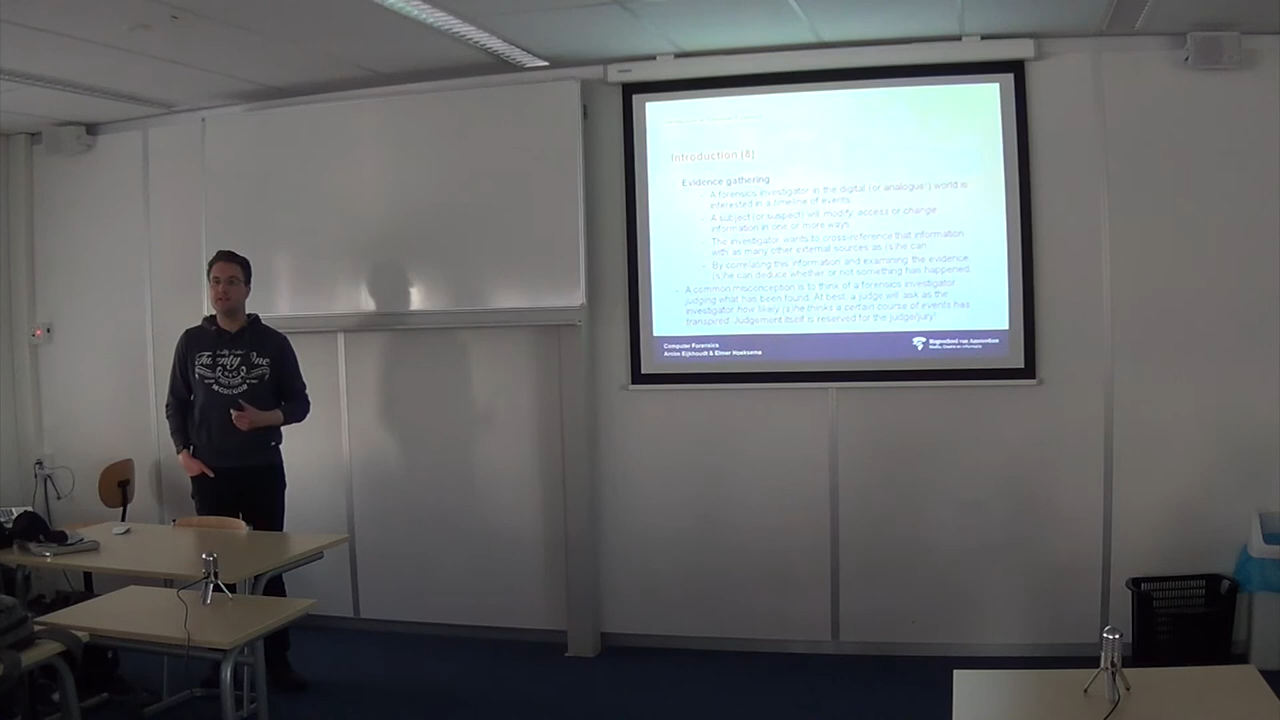 Introduction (8)
Evidence gathering
A forensics investigator in the digital (or analogue*) world is
interested in a timeline of events.
A subject (or suspect) will modify, access or change
information in one or more ways.
The investigator wants to cross-reference that information
with as many other external sources as (s)he can.
By correlating this information and examining the evidence,
(s)he can deduce whether or not something has happened.
A common misconception is to think of a forensics investigator
judging what has been found. At best, a judge will ask as the
investigator how likely (s)he thinks a certain course of events has
transpired. Judgement itself is reserved for the judge/jury!
Computer Forensics
Arnim Eijkhoudt & Elmer Hoeksema
Hogeschool van Amsterdam
Media, Creatie en Informatie
Twenty One
NYC
McGREGOR